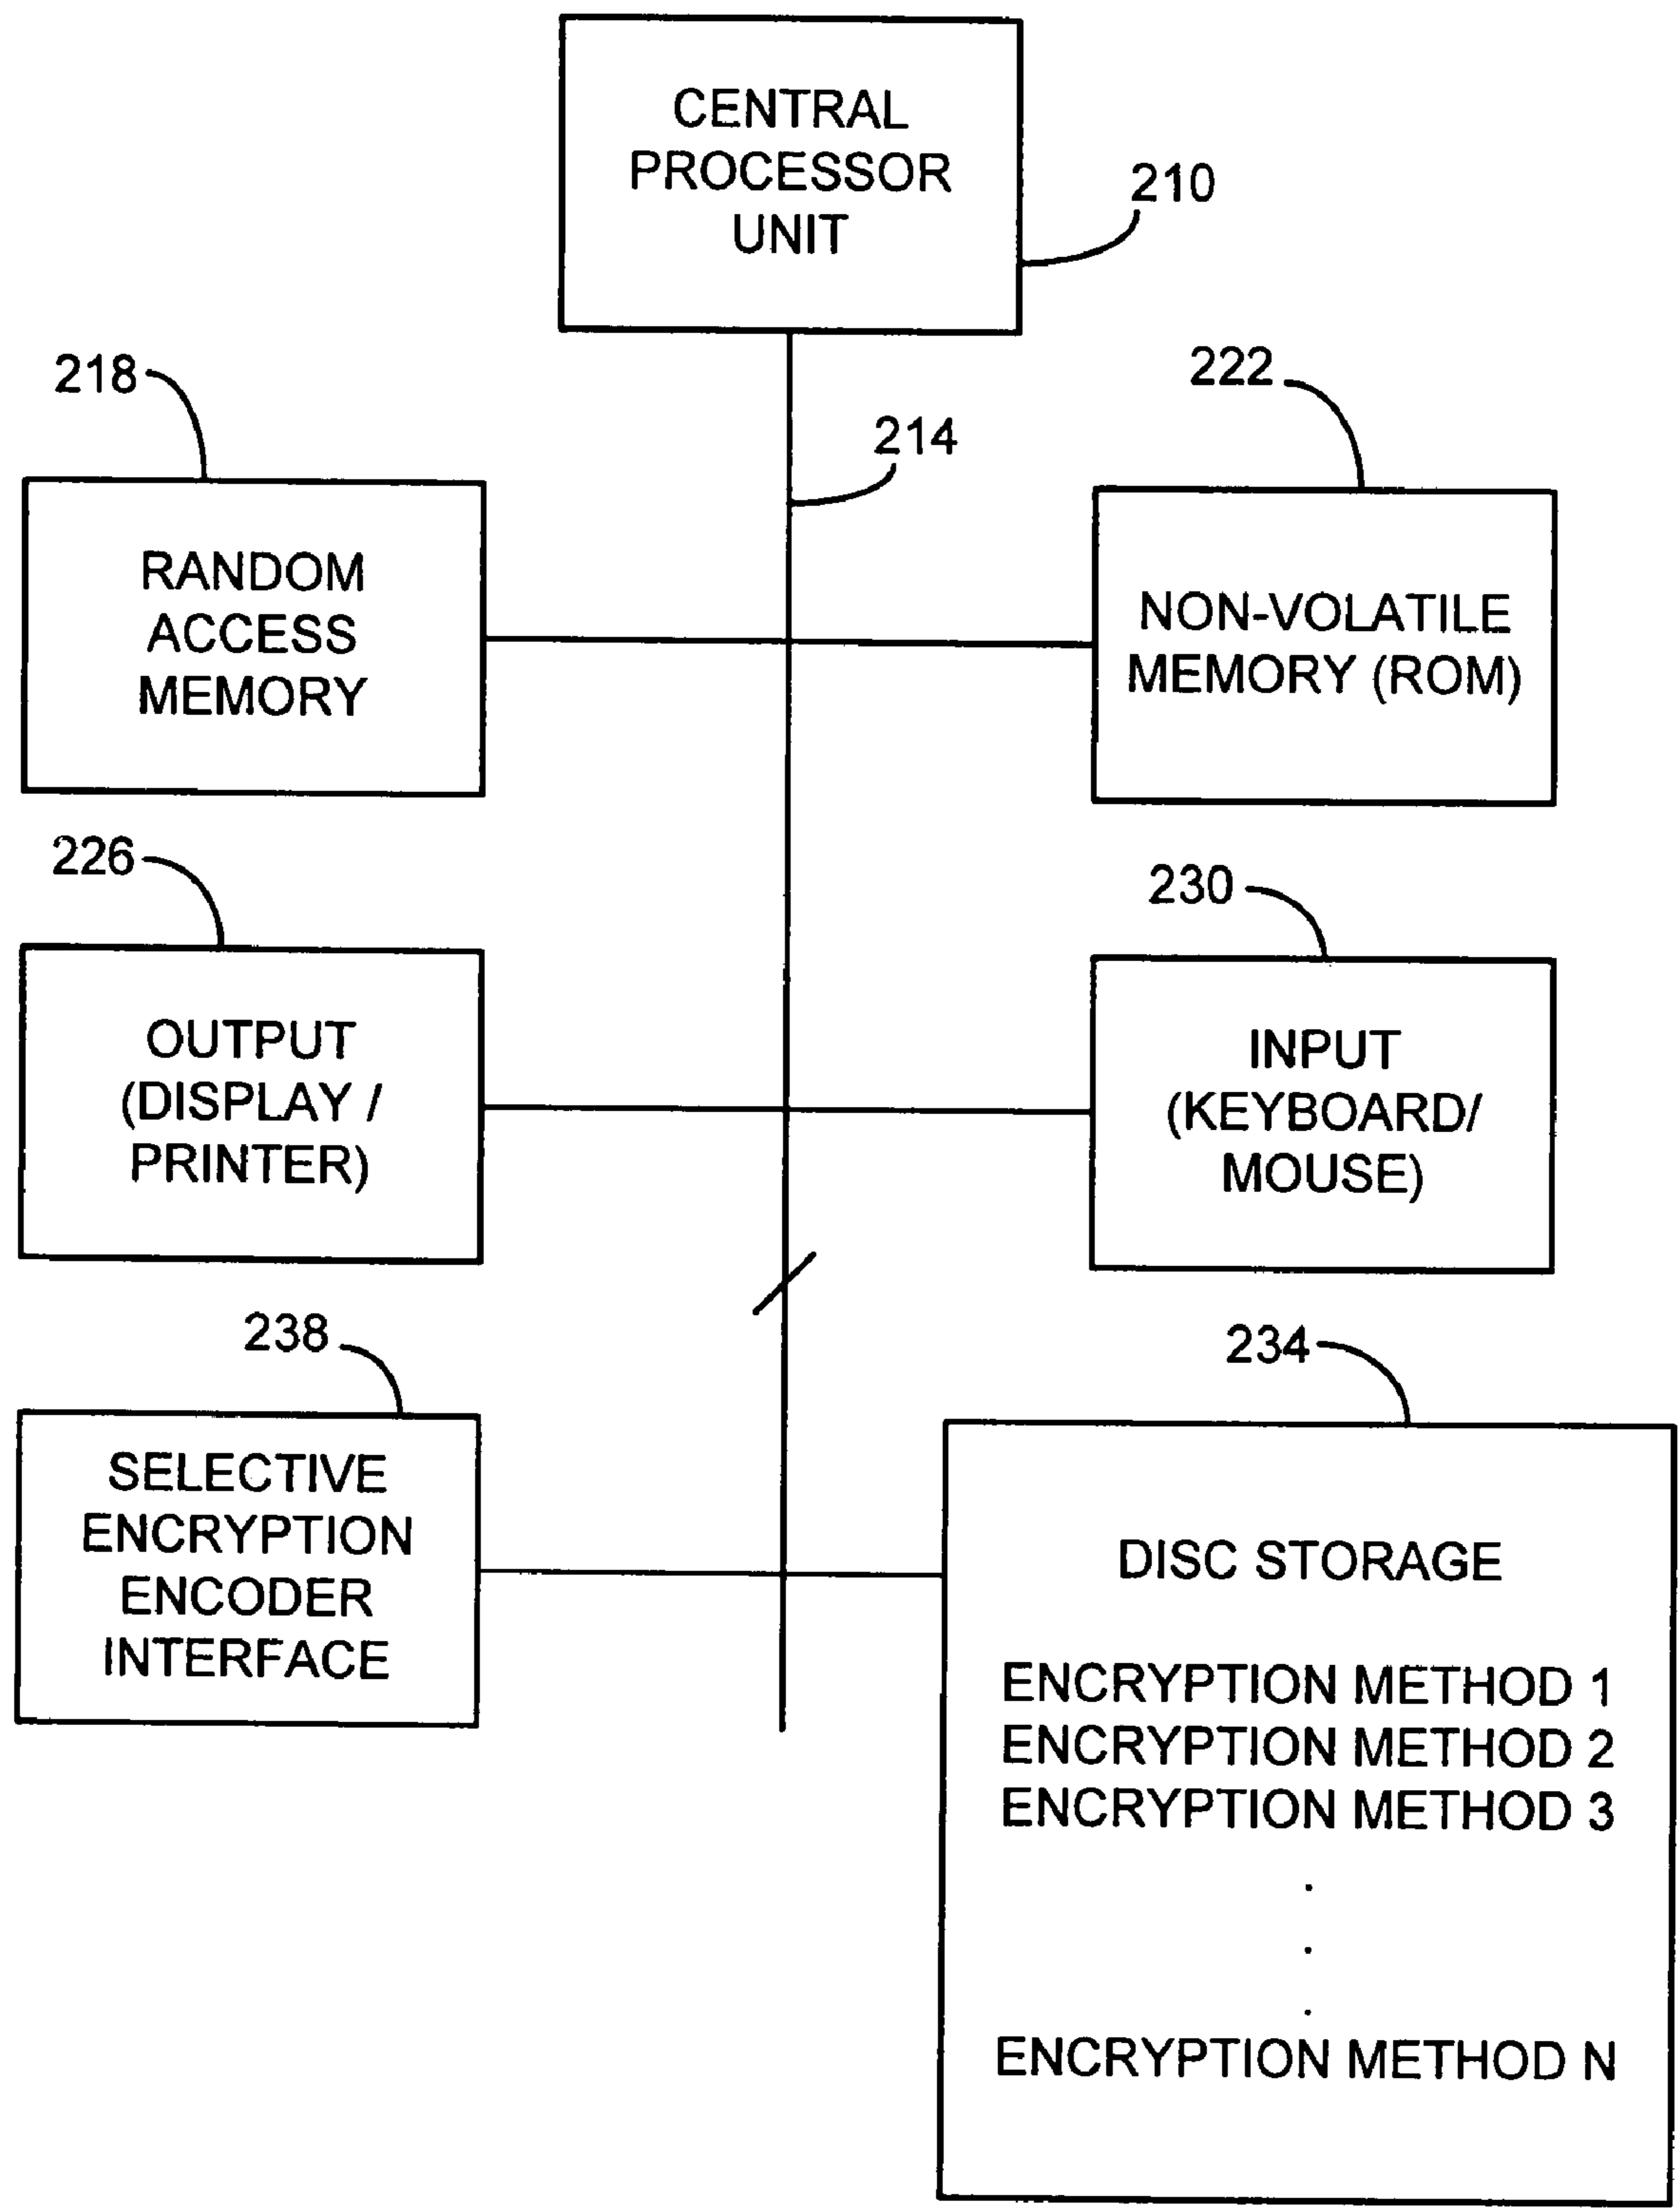 CENTRAL
PROCESSOR
UNIT
210
218
222
214
RANDOM
ACCESS
MEMORY
NON-VOLATILE
MEMORY (ROM)
226
230
OUTPUT
(DISPLAY /
PRINTER)
INPUT
(KEYBOARD/
MOUSE)
238
234
SELECTIVE
ENCRYPTION
ENCODER
INTERFACE
DISC STORAGE
ENCRYPTION METHOD 1
ENCRYPTION METHOD 2
ENCRYPTION METHOD 3
.
.
.
ENCRYPTION METHOD N